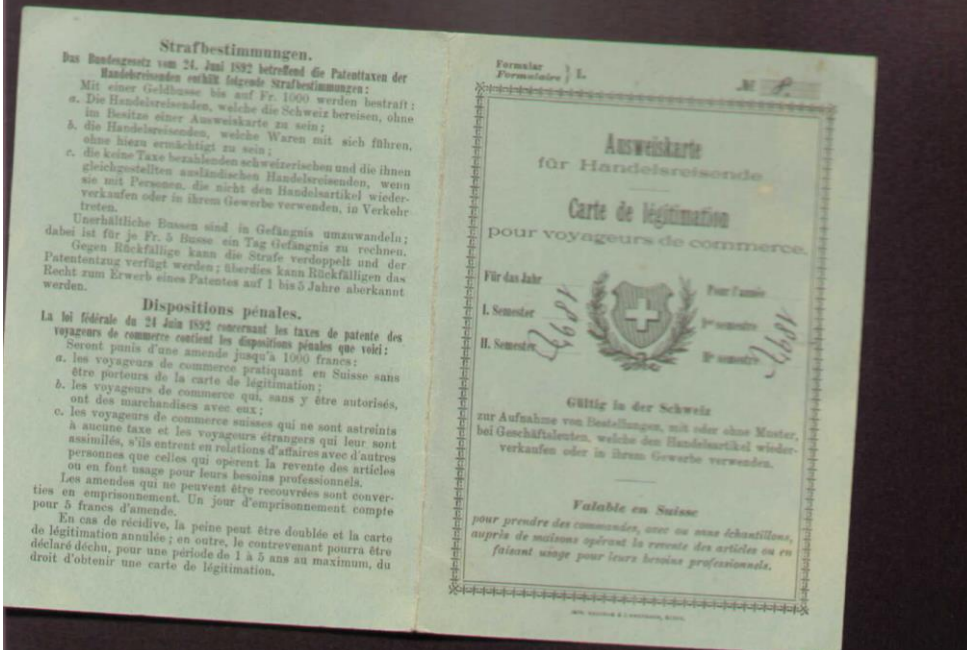 Strafbestimmungen.
Das Bundesgesetz vom 24. Juni 1892 betreffend die Patenttaxen der
Handelsreisenden enthält folgende Strafbestimmungen:
Mit einer Geldbusse bis auf Fr. 1000 werden bestraft:
a. Die Handelsreisenden, welche die Schweiz bereisen, ohne
im Besitze einer Ausweiskarte zu sein;
b. die Handelsreisenden, welche Waren mit sich führen,
ohne hiezu ermächtigt zu sein;
c. die keine Taxe bezahlenden schweizerischen und die ihnen
gleichgestellten ausländischen Handelsreisenden, wenn
sie mit Personen, die nicht den Handelsartikel wieder-
verkaufen oder in ihrem Gewerbe verwenden, in Verkehr
treten.
Unerhältliche Bussen sind in Gefängnis umzuwandeln;
dabei ist für je Fr. 5 Busse ein Tag Gefängnis zu rechnen.
Gegen Rückfällige kann die Strafe verdoppelt und der
Patententzug verfügt werden; überdies kann Rückfälligen das
Recht zum Erwerb eines Patentes auf 1 bis 5 Jahre aberkannt
werden.
Dispositions pénales.
La loi fédérale du 24 Juin 1892 concernant les taxes de patente des
voyageurs de commerce contient les dispositions pénales que voici:
Seront punis d'une amende jusqu'à 1000 francs:
a. les voyageurs de commerce pratiquant en Suisse sans
être porteurs de la carte de légitimation;
b. les voyageurs de commerce qui, sans y être autorisés,
ont des marchandises avec eux;
c. les voyageurs de commerce suisses qui ne sont astreints
à aucune taxe et les voyageurs étrangers qui leur sont
assimilés, s'ils entrent en relations d'affaires avec d'autres
personnes que celles qui opèrent la revente des articles
ou en font usage pour leurs besoins professionnels.
Les amendes qui ne peuvent être recouvrées sont conver-
ties en emprisonnement. Un jour d'emprisonnement compte
pour 5 francs d'amende.
En cas de récidive, la peine peut être doublée et la carte
de légitimation annulée; en outre, le contrevenant pourra être
déclaré déchu, pour une période de 1 à 5 ans au maximum, du
droit d'obtenir une carte de légitimation.
Formular
Formulaire } I.
№ 8.
Ausweiskarte
für Handelsreisende
Carte de légitimation
pour voyageurs de commerce.
Für das Jahr
Pour l'année
I. Semester
Ier semestre
II. Semester
IIe semestre
Gültig in der Schweiz
zur Aufnahme von Bestellungen, mit oder ohne Muster,
bei Geschäftsleuten, welche den Handelsartikel wieder-
verkaufen oder in ihrem Gewerbe verwenden.
Valable en Suisse
pour prendre des commandes, avec ou sans échantillons,
auprès de maisons opérant la revente des articles ou en
faisant usage pour leurs besoins professionnels.